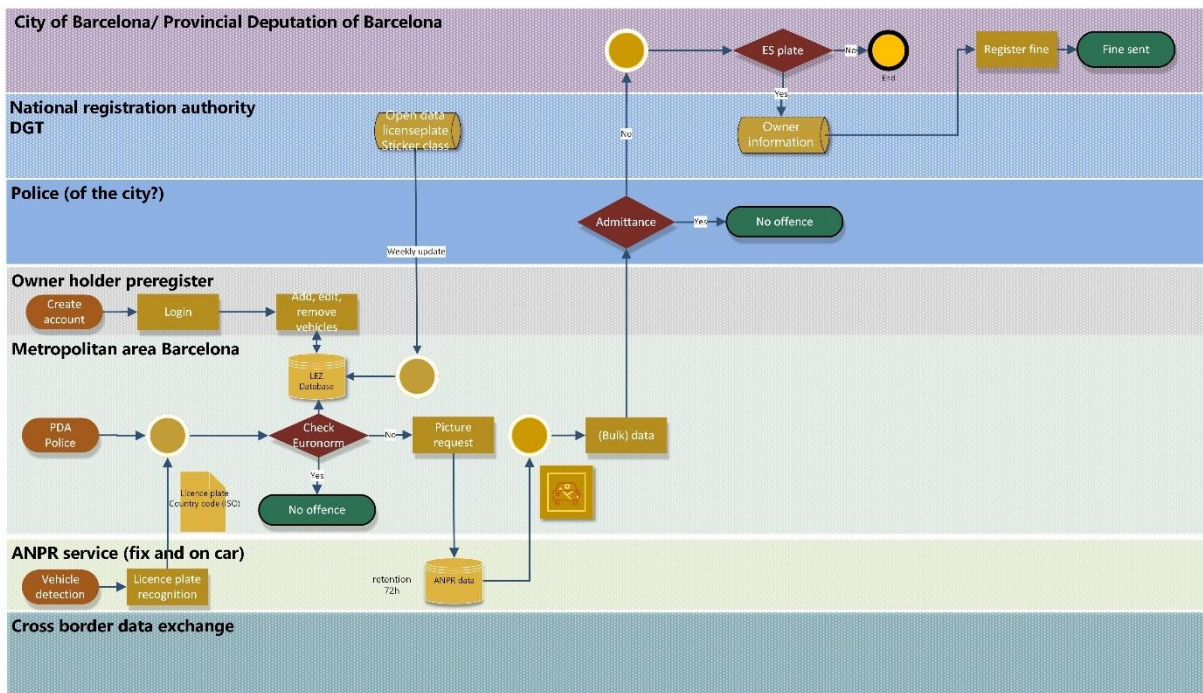 City of Barcelona/ Provincial Deputation of Barcelona
ES plate
No
End
Register fine
Fine sent
Yes
National registration authority
DGT
Open data
licenseplate
Sticker class
Owner
information
No
Police (of the city?)
Admittance
Yes
No offence
Weekly update
Owner holder preregister
Create
account
Login
Add, edit,
remove
vehicles
Metropolitan area Barcelona
LEZ
Database
PDA
Police
Check
Euronorm
No
Picture
request
(Bulk) data
Yes
Licence plate
Country code (ISO)
No offence
ANPR service (fix and on car)
Vehicle
detection
Licence plate
recognition
retention
72h
ANPR data
Cross border data exchange